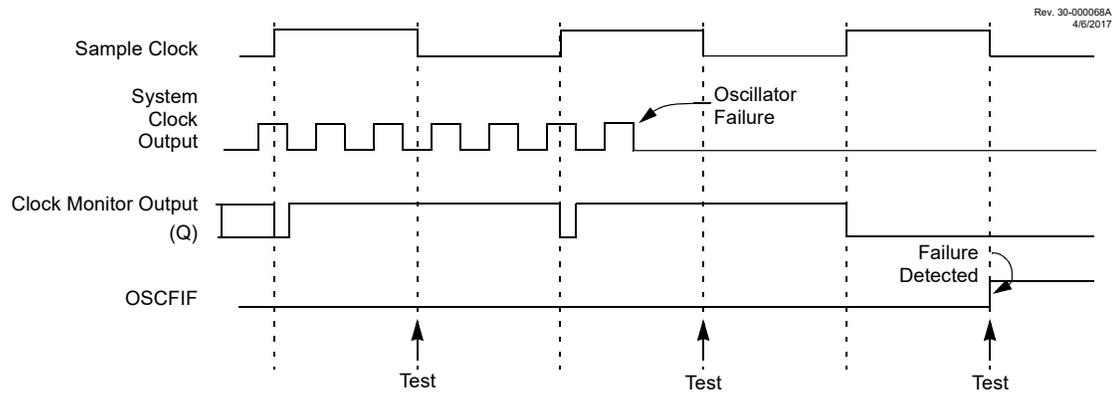 Rev. 30-000068A
4/6/2017
Sample Clock
System
Clock
Output
Oscillator
Failure
Clock Monitor Output
(Q)
Failure
Detected
OSCFIF
Test
Test
Test